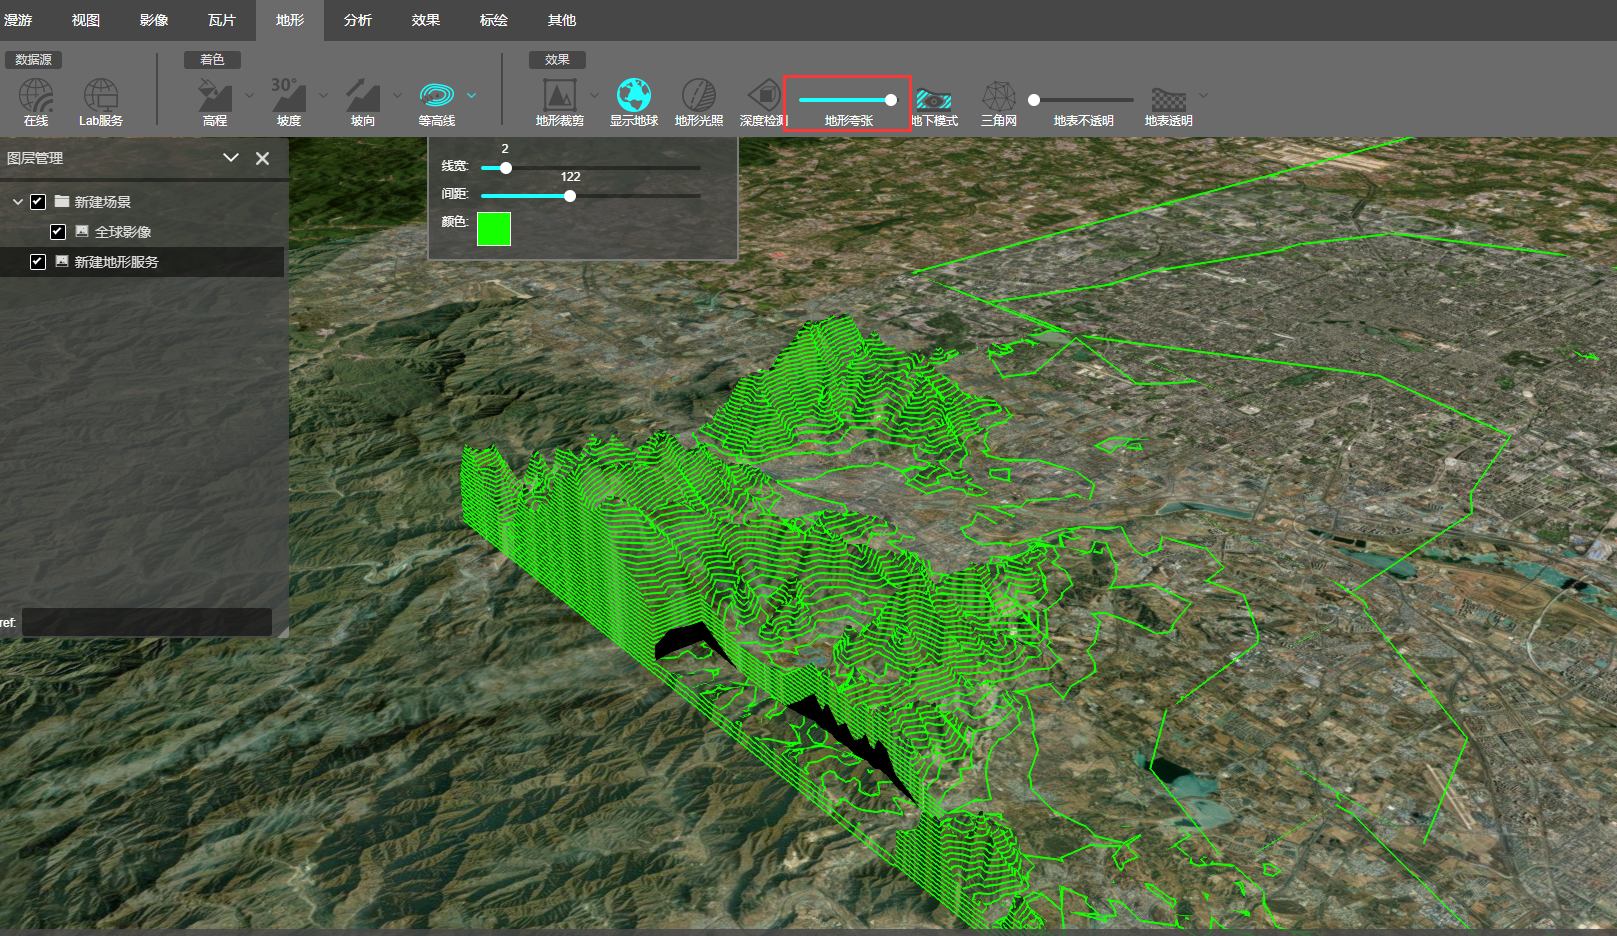 漫游 视图 影像 瓦片 地形 分析 效果 标绘 其他
数据源 着色 效果
30°
在线 Lab服务 高程 坡度 坡向 等高线 地形裁剪 显示地球 地形光照 深度检测 地形夸张 地下模式 三角网 地表不透明 地表透明
图层管理
新建场景
全球影像
新建地形服务
ref:
2
线宽:
122
间距:
颜色: